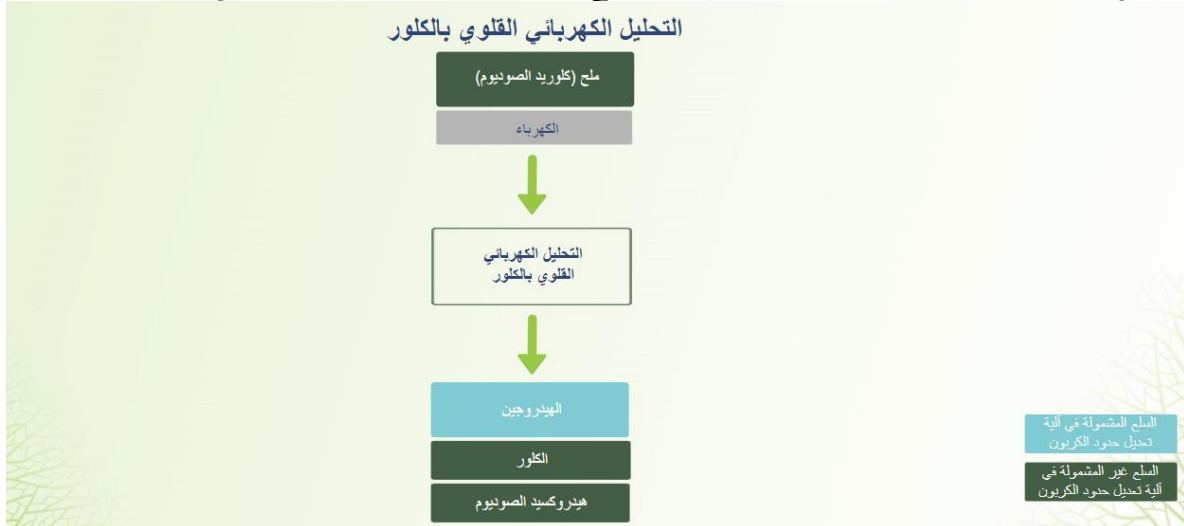 التحليل الكهربائي القلوي بالكلور
ملح (كلوريد الصوديوم)
الكهرباء
التحليل الكهربائي
القلوي بالكلور
الهيدروجين
الكلور
هيدروكسيد الصوديوم
السلع المشمولة في آلية
تعديل حدود الكربون
السلع غير المشمولة في
آلية تعديل حدود الكربون